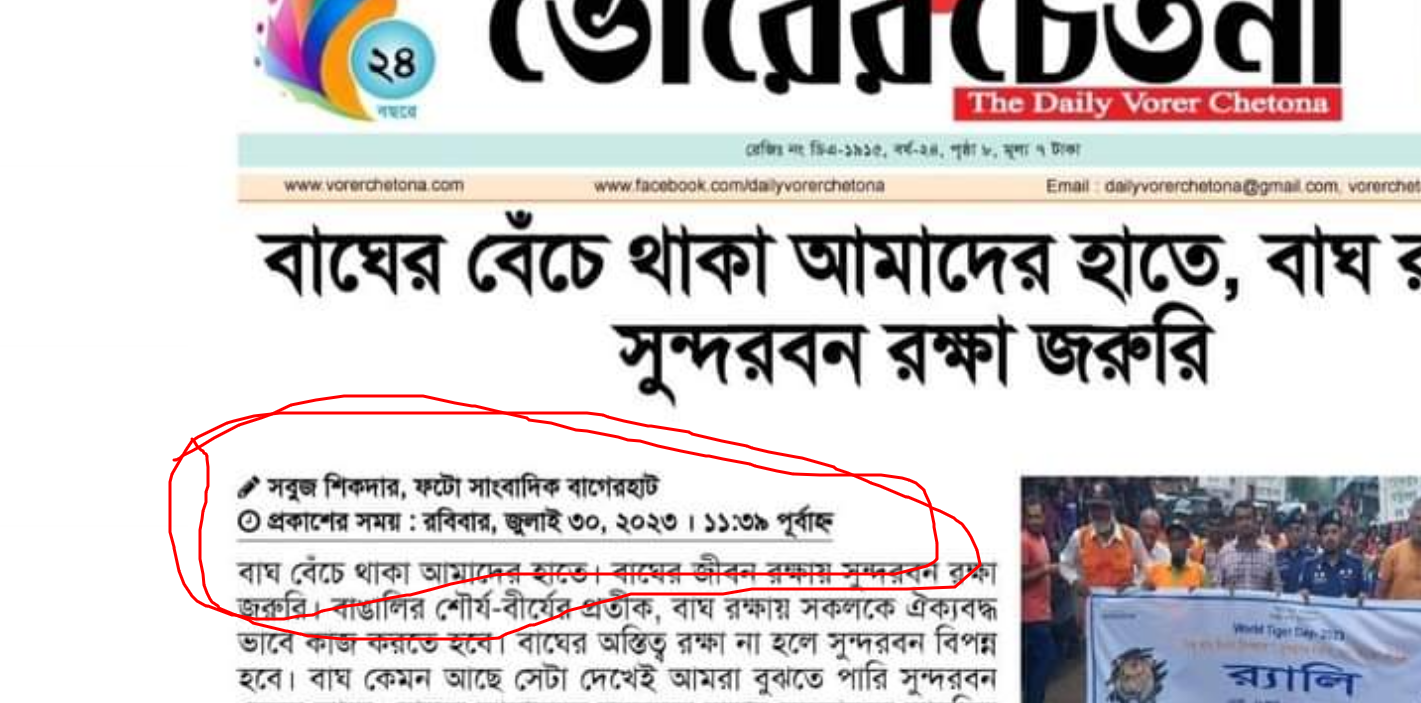 ২৪
বছরে
ভোরের চেতনা
The Daily Vorer Chetona
রেজিঃ নং ডিএ-১৯১৫, বর্ষ-২৪, পৃষ্ঠা ৮, মূল্য ৭ টাকা
www.vorerchetona.com www.facebook.com/dailyvorerchetona Email : dailyvorerchetona@gmail.com, vorerchet
বাঘের বেঁচে থাকা আমাদের হাতে, বাঘ র
সুন্দরবন রক্ষা জরুরি
সবুজ শিকদার, ফটো সাংবাদিক বাগেরহাট
প্রকাশের সময় : রবিবার, জুলাই ৩০, ২০২৩ । ১১:৩৯ পূর্বাহ্ন
বাঘ বেঁচে থাকা আমাদের হাতে। বাঘের জীবন রক্ষায় সুন্দরবন রক্ষা
জরুরি। বাঙালির শৌর্য-বীর্যের প্রতীক, বাঘ রক্ষায় সকলকে ঐক্যবদ্ধ
ভাবে কাজ করতে হবে। বাঘের অস্তিত্ব রক্ষা না হলে সুন্দরবন বিপন্ন
হবে। বাঘ কেমন আছে সেটা দেখেই আমরা বুঝতে পারি সুন্দরবন
World Tiger Day- 2023
র‍্যালি